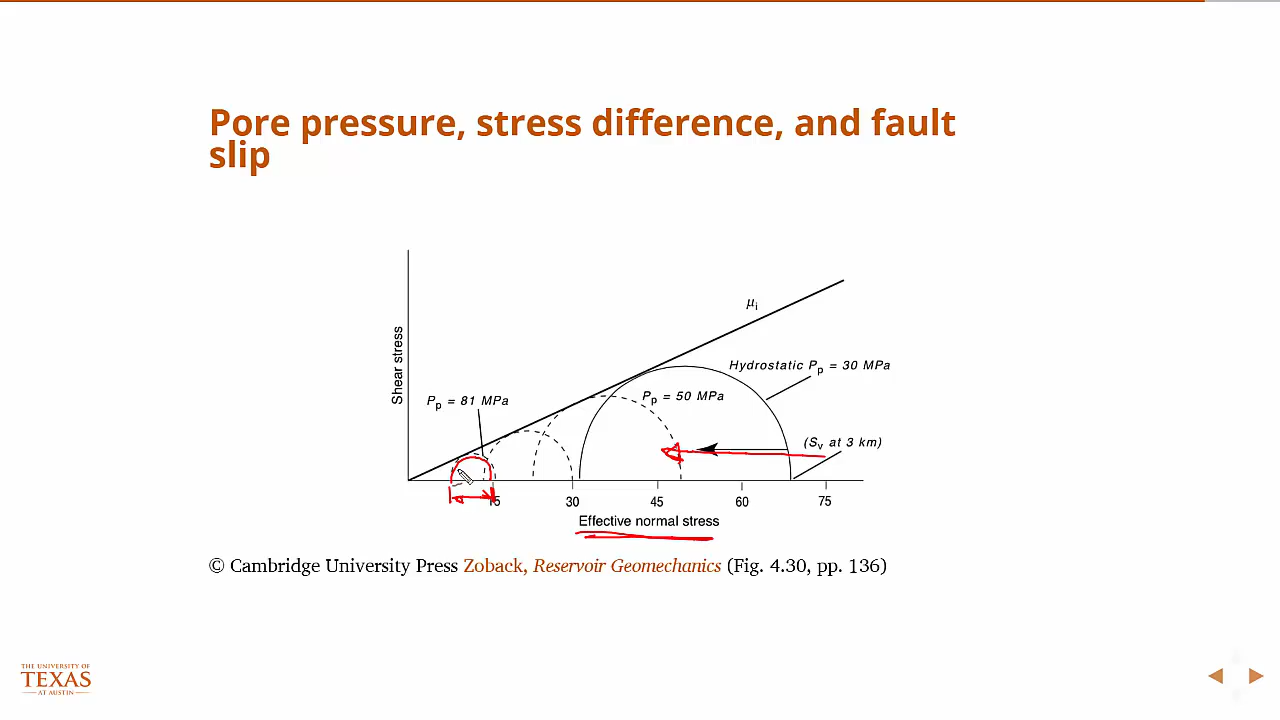 Pore pressure, stress difference, and fault
slip
μi
Hydrostatic Pp = 30 MPa
Pp = 81 MPa
Pp = 50 MPa
(Sv at 3 km)
Shear stress
15 30 45 60 75
Effective normal stress
© Cambridge University Press Zoback, Reservoir Geomechanics (Fig. 4.30, pp. 136)
THE UNIVERSITY OF
TEXAS
AT AUSTIN